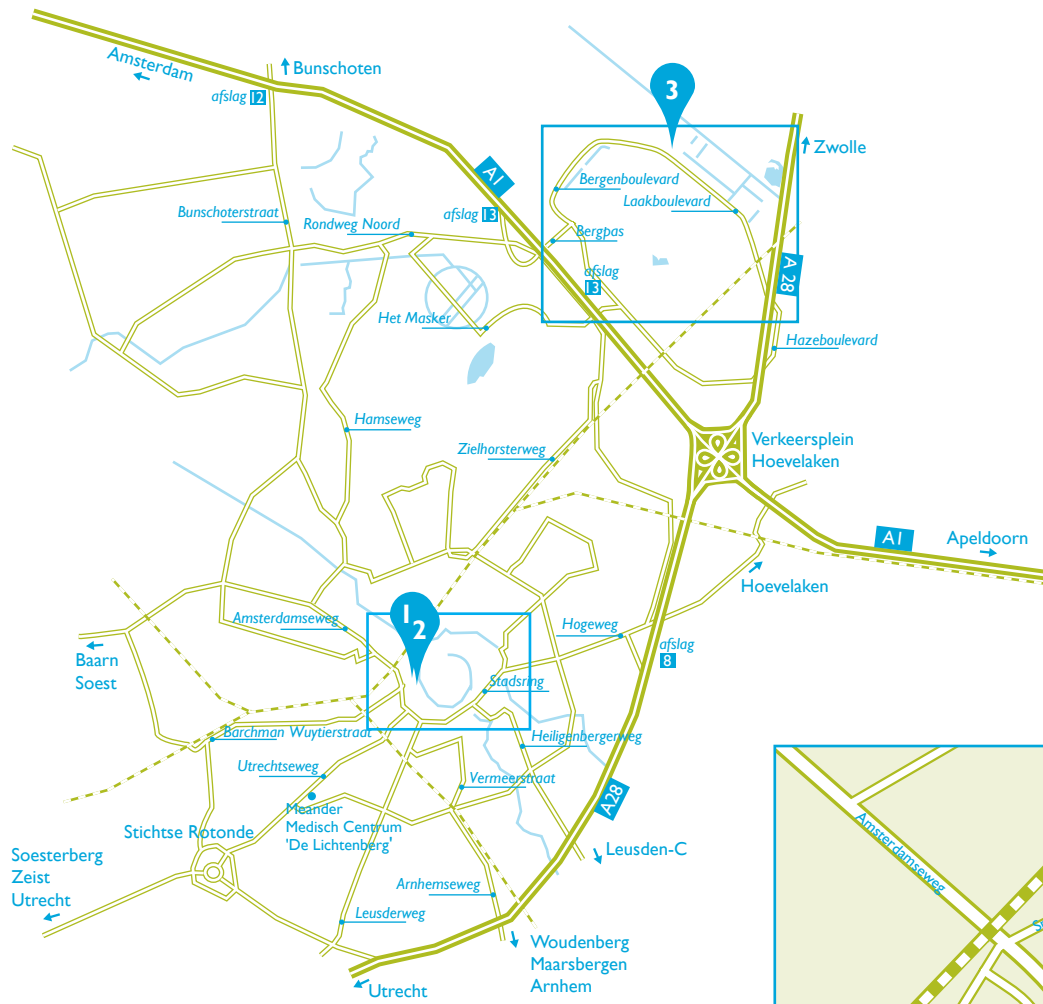 Amsterdam
Bunschoten
afslag 12
3
Zwolle
A1
Bergenboulevard
Laakboulevard
Bunschoterstraat
afslag 13
Rondweg Noord
Bergpas
afslag
13
A 28
Het Masker
Hazeboulevard
Hamseweg
Zielhorsterweg
Verkeersplein
Hoevelaken
A1
Apeldoorn
Hoevelaken
1
2
Amsterdamseweg
Hogeweg
afslag
8
Baarn
Soest
Stadsring
Barchman Wuytierstraat
Heiligenbergerweg
Utrechtseweg
Vermeerstraat
A28
Meander
Medisch Centrum
'De Lichtenberg'
Stichtse Rotonde
Leusden-C
Amsterdamseweg
Soesterberg
Zeist
Utrecht
Arnhemseweg
Leusderweg
Woudenberg
Maarsbergen
Arnhem
Utrecht